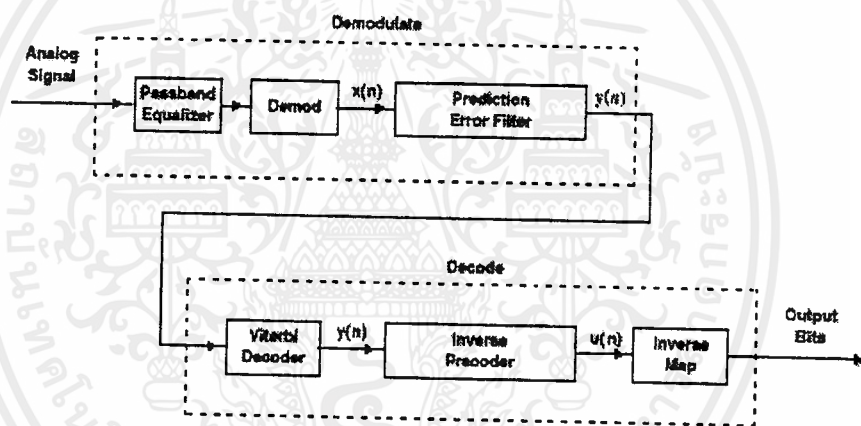 Demodulate
Analog
Signal
Passband
Equalizer
Demod
x(n)
Prediction
Error Filter
y(n)
Decode
Viterbi
Decoder
y(n)
Inverse
Precoder
u(n)
Inverse
Map
Output
Bits